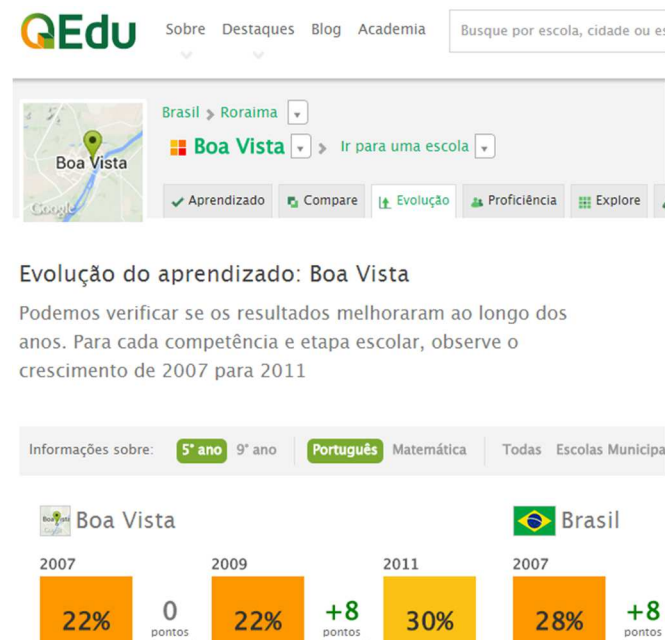 QEdu
Sobre Destaques Blog Academia Busque por escola, cidade ou es
Brasil Roraima
Boa Vista Ir para uma escola
Boa Vista
Google
Aprendizado Compare Evolução Proficiência Explore
Evolução do aprendizado: Boa Vista
Podemos verificar se os resultados melhoraram ao longo dos
anos. Para cada competência e etapa escolar, observe o
crescimento de 2007 para 2011
Informações sobre: 5° ano 9° ano Português Matemática Todas Escolas Municipa
Boa Vista Brasil
2007 2009 2011 2007
22% 0 22% +8 30% 28% +8
pontos pontos pontos